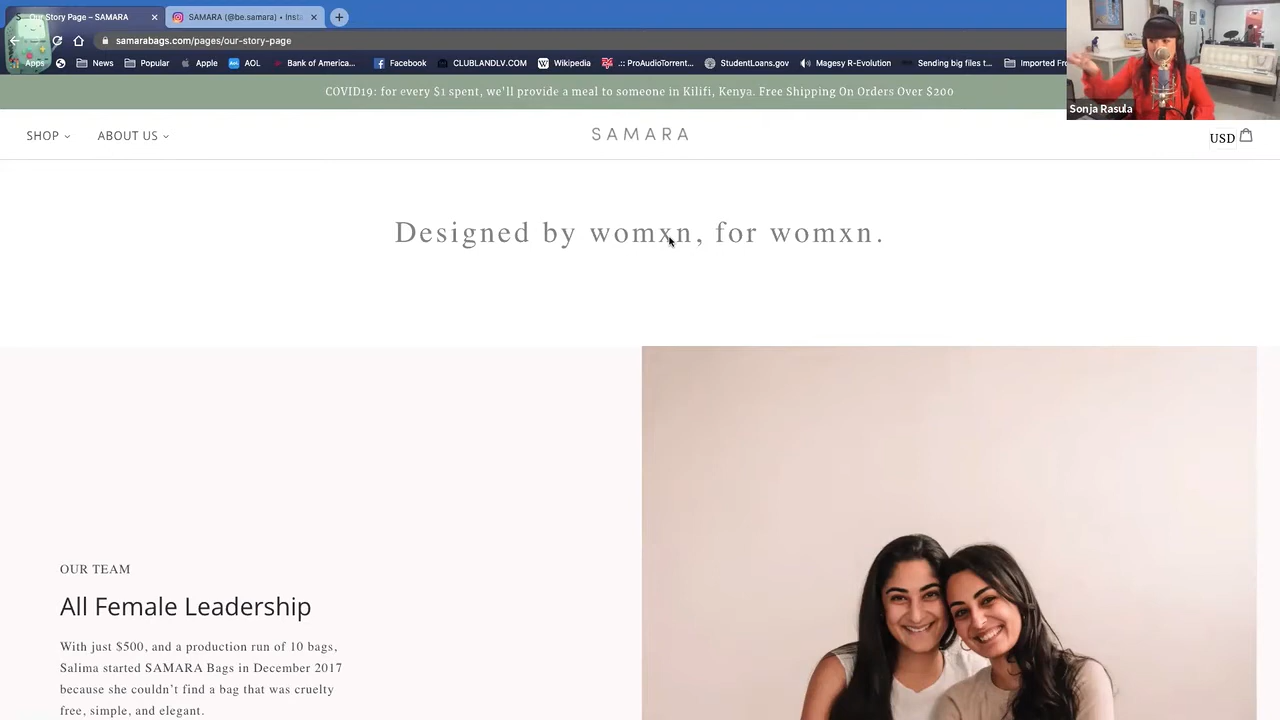 Our Story Page – SAMARA
SAMARA (@be.samara) • Insta
samarabags.com/pages/our-story-page
Apps
News
Popular
Apple
AOL
Bank of America...
Facebook
CLUBLANDLV.COM
Wikipedia
.:: ProAudioTorrent...
StudentLoans.gov
Magesy R-Evolution
Sending big files t...
Imported Fro
Sonja Rasula
COVID19: for every $1 spent, we'll provide a meal to someone in Kilifi, Kenya. Free Shipping On Orders Over $200
SHOP
ABOUT US
SAMARA
USD
Designed by womxn, for womxn.
OUR TEAM
All Female Leadership
With just $500, and a production run of 10 bags,
Salima started SAMARA Bags in December 2017
because she couldn't find a bag that was cruelty
free, simple, and elegant.